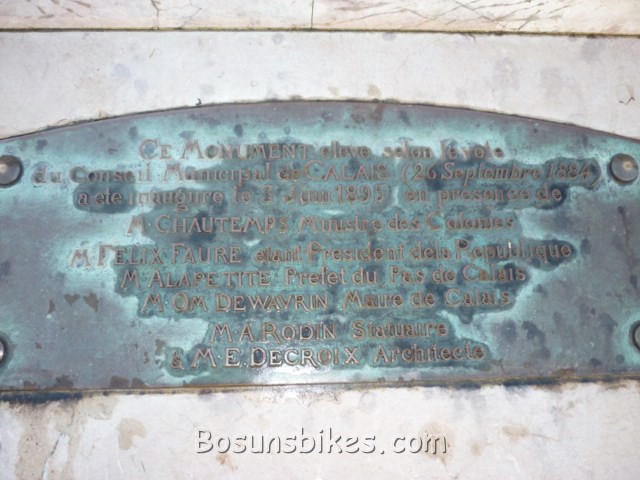 CE MONUMENT élevé selon le vote
du Conseil Municipal de CALAIS (26 Septembre 1884)
a été inauguré le 3 Juin 1895 en présence de
M. CHAUTEMPS Ministre des Colonies
M. FELIX FAURE étant Président de la République
M. ALAPETITE Préfet du Pas de Calais
M. OM. DEWAVRIN Maire de Calais
M. A. RODIN Statuaire
& M. E. DECROIX Architecte
Bosunsbikes.com